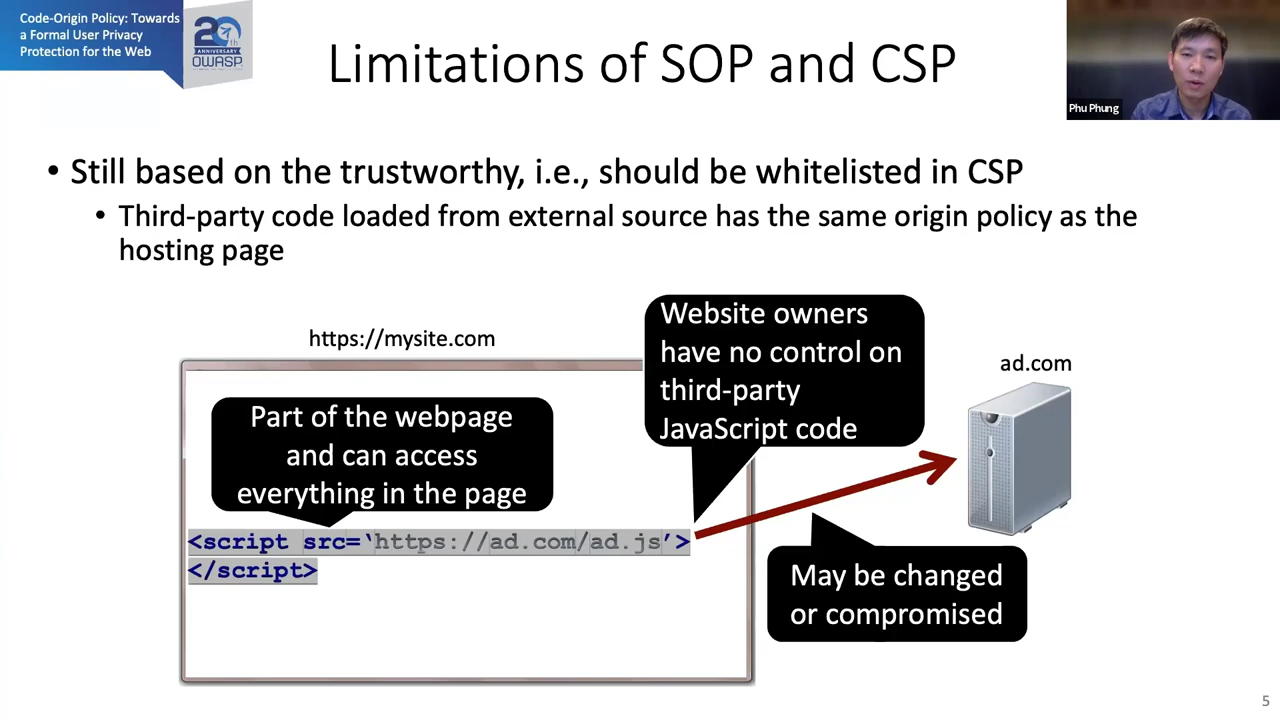 Code-Origin Policy: Towards
a Formal User Privacy
Protection for the Web
20th
ANNIVERSARY
OWASP
Limitations of SOP and CSP
Phu Phung
• Still based on the trustworthy, i.e., should be whitelisted in CSP
• Third-party code loaded from external source has the same origin policy as the
hosting page
https://mysite.com
Website owners
have no control on
third-party
JavaScript code
ad.com
Part of the webpage
and can access
everything in the page
<script src=‘https://ad.com/ad.js’>
</script>
May be changed
or compromised
5